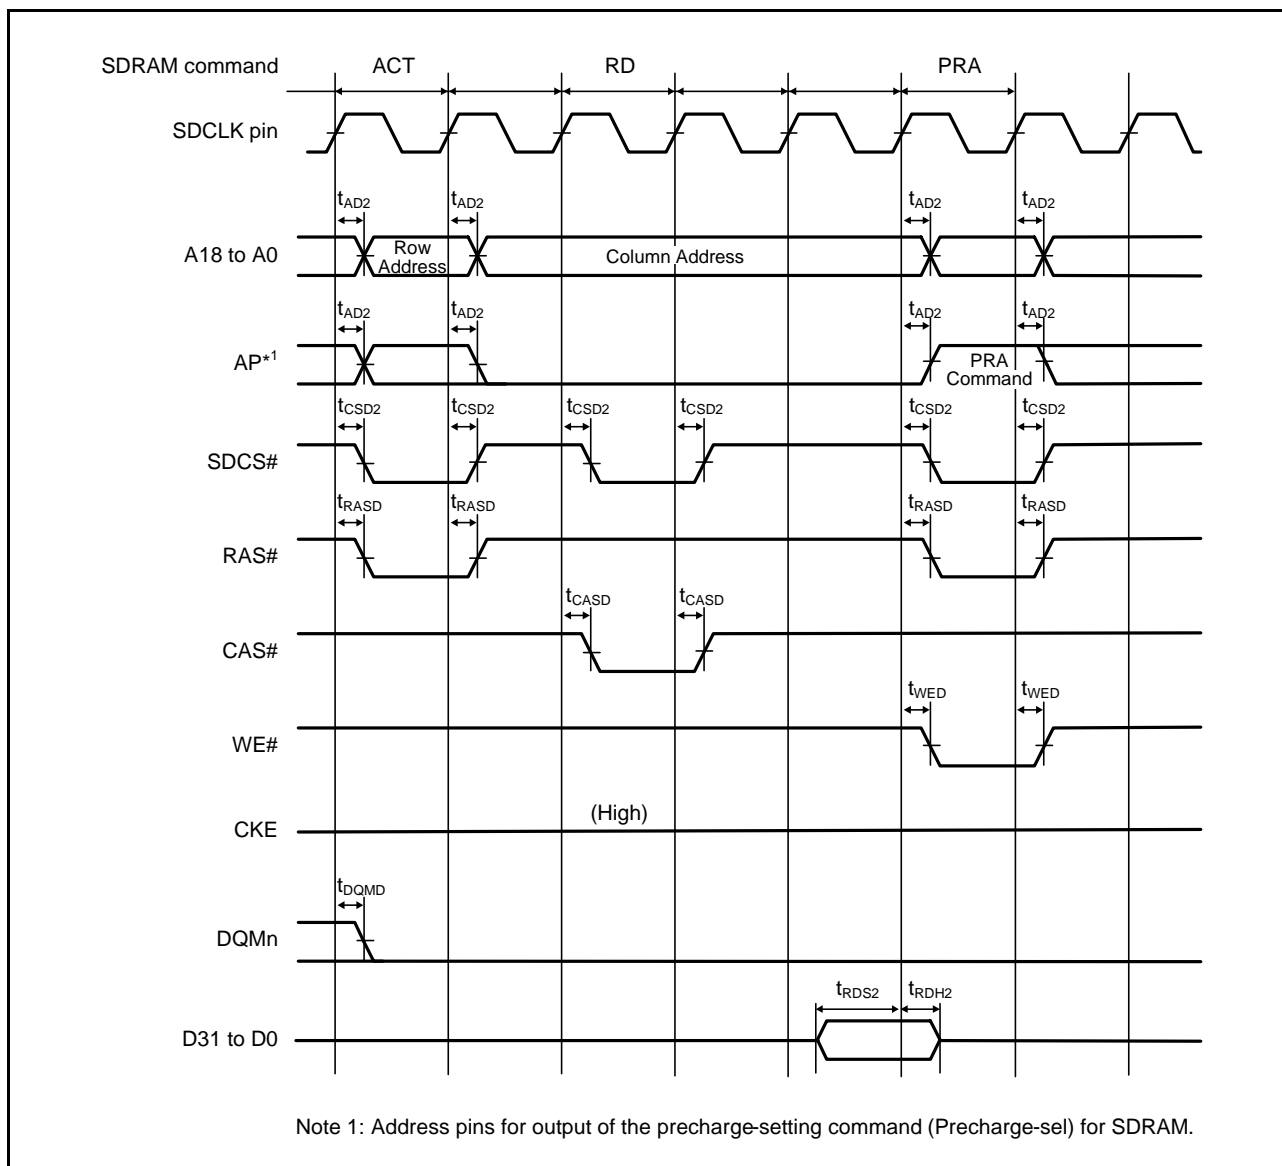 SDRAM command ACT RD PRA
SDCLK pin
tAD2 tAD2 tAD2 tAD2
A18 to A0 Row Address Column Address
tAD2 tAD2 tAD2 tAD2
AP*1 PRA Command
tCSD2 tCSD2 tCSD2 tCSD2 tCSD2 tCSD2
SDCS#
tRASD tRASD tRASD tRASD
RAS#
tCASD tCASD
CAS#
tWED tWED
WE#
(High)
CKE
tDQMD
DQMn
tRDS2 tRDH2
D31 to D0
Note 1: Address pins for output of the precharge-setting command (Precharge-sel) for SDRAM.